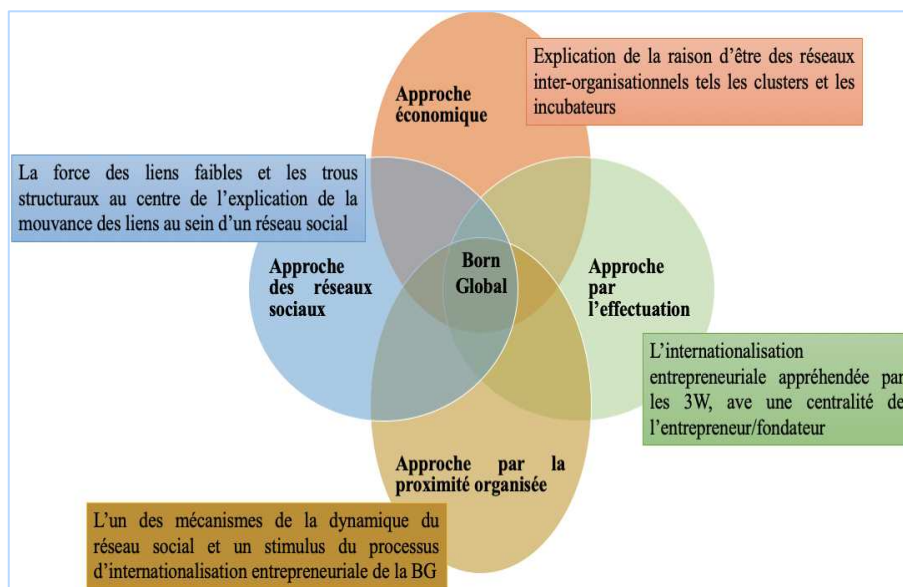 Explication de la raison d'être des réseaux
inter-organisationnels tels les clusters et les
incubateurs
Approche
économique
La force des liens faibles et les trous
structuraux au centre de l'explication de la
mouvance des liens au sein d'un réseau social
Approche
des réseaux
sociaux
Born
Global
Approche
par
l'effectuation
L'internationalisation
entrepreneuriale appréhendée par
les 3W, ave une centralité de
l'entrepreneur/fondateur
Approche par la
proximité organisée
L'un des mécanismes de la dynamique du
réseau social et un stimulus du processus
d'internationalisation entrepreneuriale de la BG